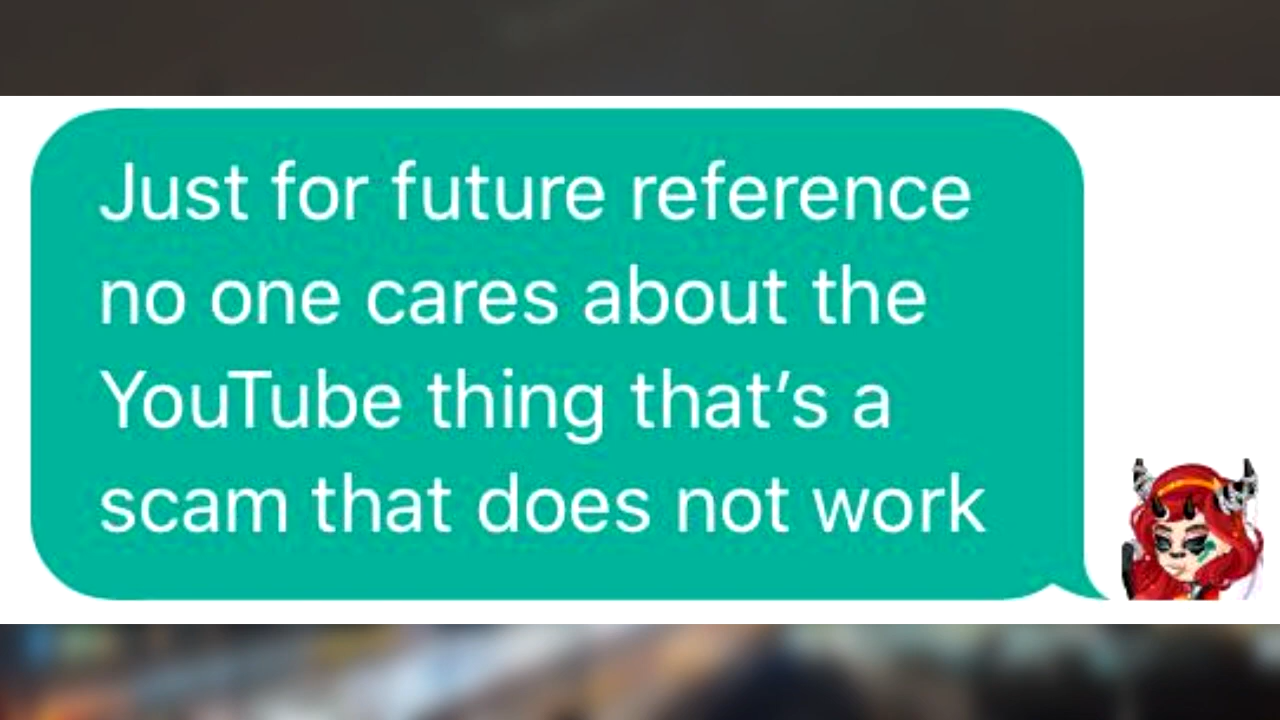 Just for future reference
no one cares about the
YouTube thing that’s a
scam that does not work